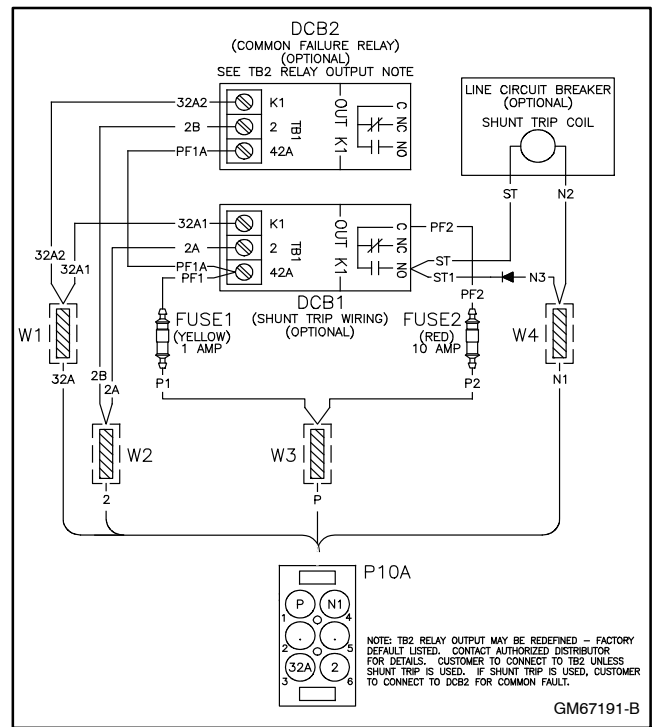 DCB2
(COMMON FAILURE RELAY)
(OPTIONAL)
SEE TB2 RELAY OUTPUT NOTE
LINE CIRCUIT BREAKER
(OPTIONAL)
SHUNT TRIP COIL
32A2
K1
2B
2
PF1A
42A
TB1
OUT K1
C
NC
NO
ST
N2
32A1
K1
2A
2
PF1A
PF1
42A
TB1
OUT K1
C
NC
NO
PF2
ST
ST1
N3
PF2
32A2
32A1
DCB1
(SHUNT TRIP WIRING)
(OPTIONAL)
FUSE1
(YELLOW)
1 AMP
FUSE2
(RED)
10 AMP
W1
W4
32A
2B
2A
P1
P2
N1
W2
W3
2
P
P10A
P
N1
1
4
.
.
2
5
32A
2
3
6
NOTE: TB2 RELAY OUTPUT MAY BE REDEFINED – FACTORY
DEFAULT LISTED. CONTACT AUTHORIZED DISTRIBUTOR
FOR DETAILS. CUSTOMER TO CONNECT TO TB2 UNLESS
SHUNT TRIP IS USED. IF SHUNT TRIP IS USED, CUSTOMER
TO CONNECT TO DCB2 FOR COMMON FAULT.
GM67191-B